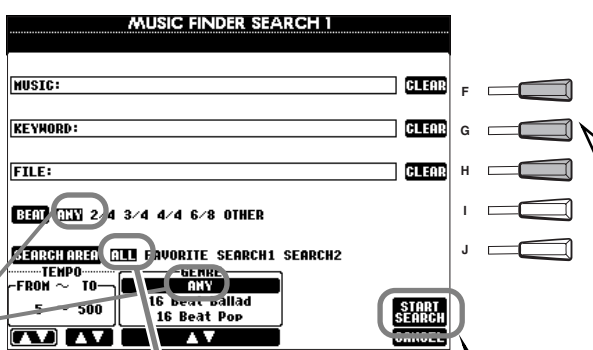 MUSIC FINDER SEARCH 1
MUSIC: CLEAR F
KEYWORD: CLEAR G
FILE: CLEAR H
BEAT ANY 2/4 3/4 4/4 6/8 OTHER I
SEARCH AREA ALL FAVORITE SEARCH1 SEARCH2 J
TEMPO GENRE
FROM ~ TO ANY
5 ~ 500 16 Beat Ballad
16 Beat Pop
START
SEARCH
CANCEL